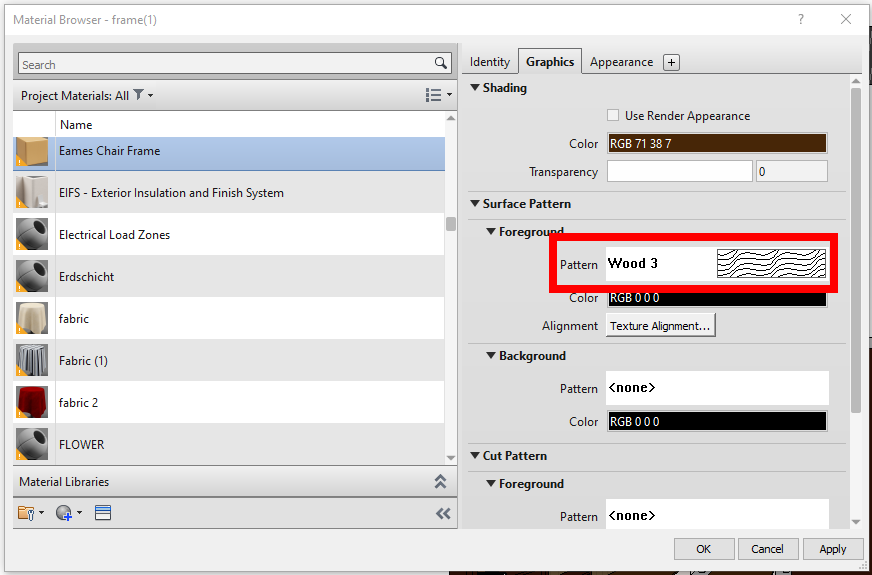 Material Browser - frame(1)
?
Search
Project Materials: All
Name
Eames Chair Frame
EIFS - Exterior Insulation and Finish System
Electrical Load Zones
Erdschicht
fabric
Fabric (1)
fabric 2
FLOWER
Material Libraries
Identity Graphics Appearance +
Shading
Use Render Appearance
Color RGB 71 38 7
Transparency 0
Surface Pattern
Foreground
Pattern Wood 3
Color RGB 0 0 0
Alignment Texture Alignment...
Background
Pattern <none>
Color RGB 0 0 0
Cut Pattern
Foreground
Pattern <none>
OK Cancel Apply